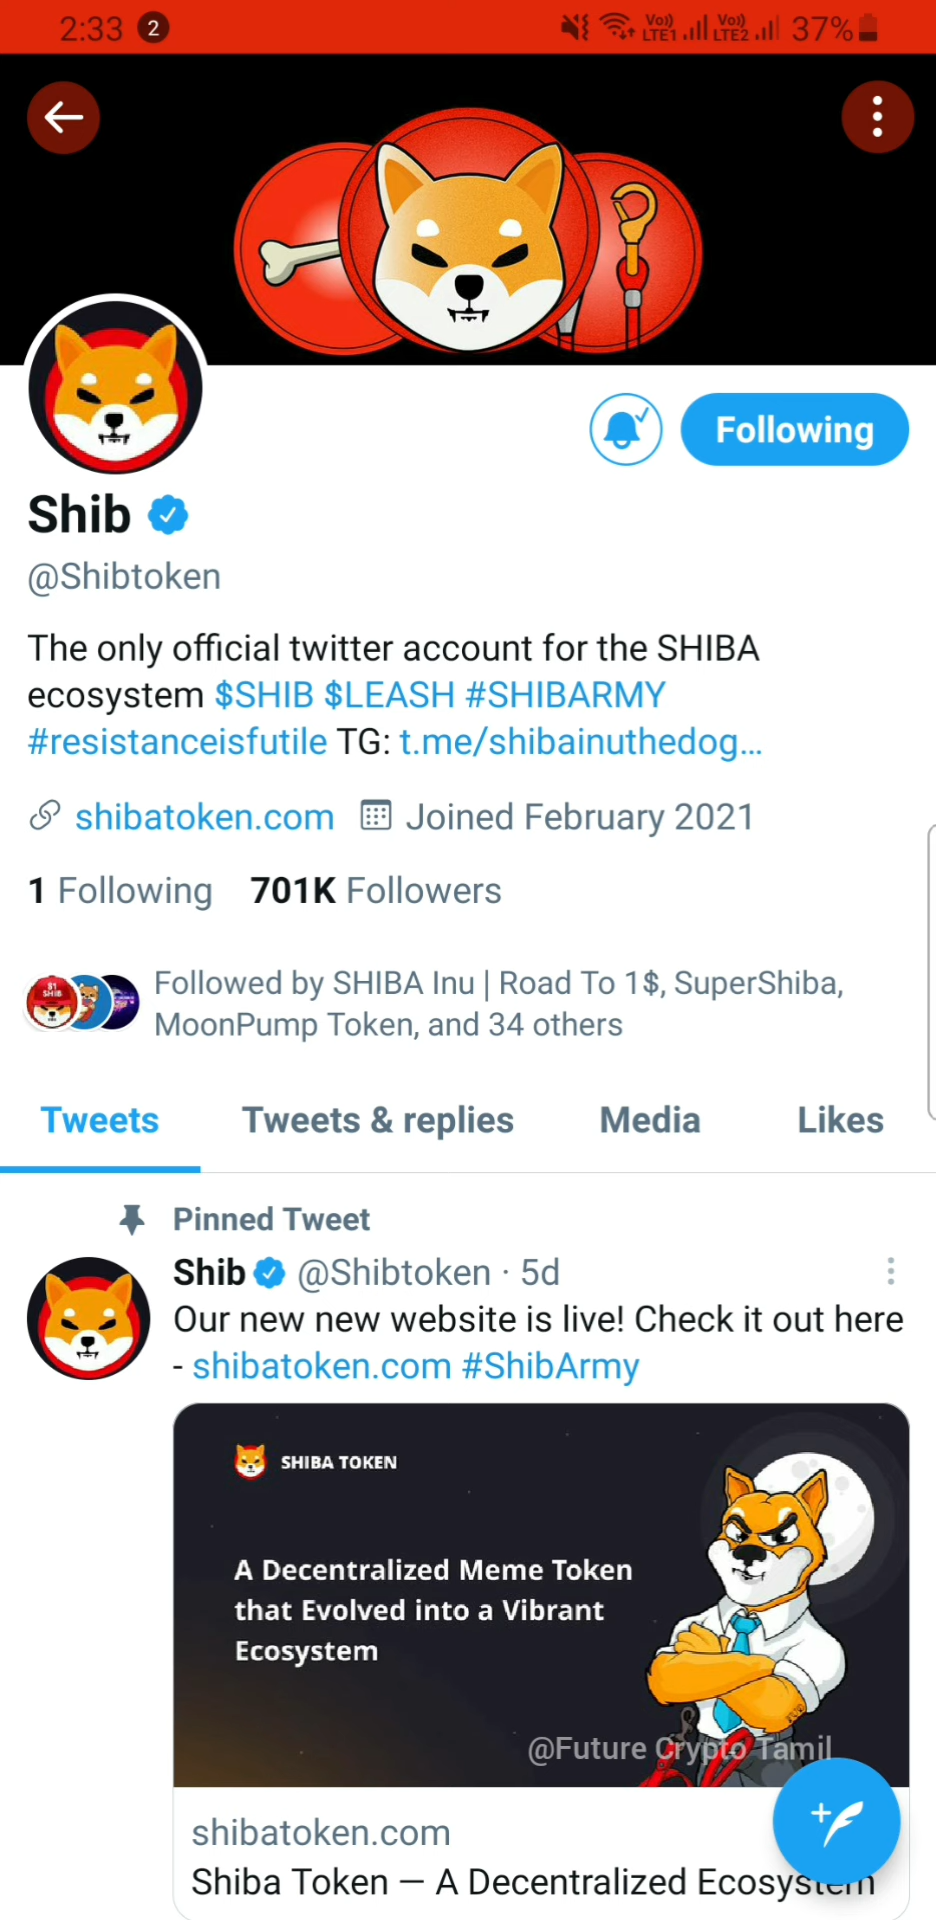 2:33 2 Vo)) LTE1 Vo)) LTE2 37%
Following
Shib
@Shibtoken
The only official twitter account for the SHIBA
ecosystem $SHIB $LEASH #SHIBARMY
#resistanceisfutile TG: t.me/shibainuthedog...
shibatoken.com Joined February 2021
1 Following 701K Followers
Followed by SHIBA Inu | Road To 1$, SuperShiba,
MoonPump Token, and 34 others
Tweets Tweets & replies Media Likes
Pinned Tweet
Shib @Shibtoken · 5d
Our new new website is live! Check it out here
- shibatoken.com #ShibArmy
SHIBA TOKEN
A Decentralized Meme Token
that Evolved into a Vibrant
Ecosystem
@Future Crypto Tamil
shibatoken.com
Shiba Token — A Decentralized Ecosystem